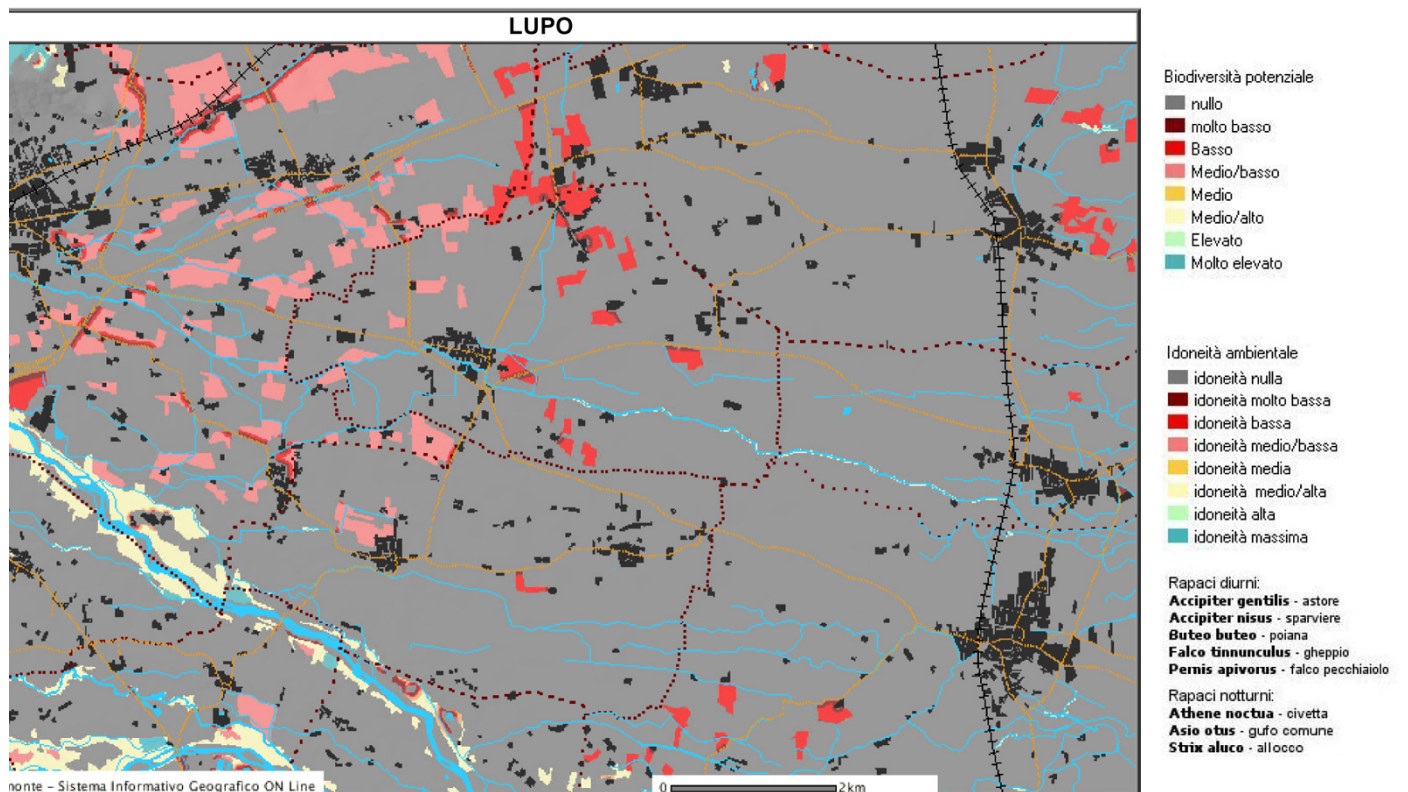 LUPO
Biodiversità potenziale
nullo
molto basso
Basso
Medio/basso
Medio
Medio/alto
Elevato
Molto elevato
Idoneità ambientale
idoneità nulla
idoneità molto bassa
idoneità bassa
idoneità medio/bassa
idoneità media
idoneità medio/alta
idoneità alta
idoneità massima
Rapaci diurni:
Accipiter gentilis - astore
Accipiter nisus - sparviere
Buteo buteo - poiana
Falco tinnunculus - gheppio
Pernis apivorus - falco pecchiaiolo
Rapaci notturni:
Athene noctua - civetta
Asio otus - gufo comune
Strix aluco - allocco
monte - Sistema Informativo Geografico ON Line
0 2km